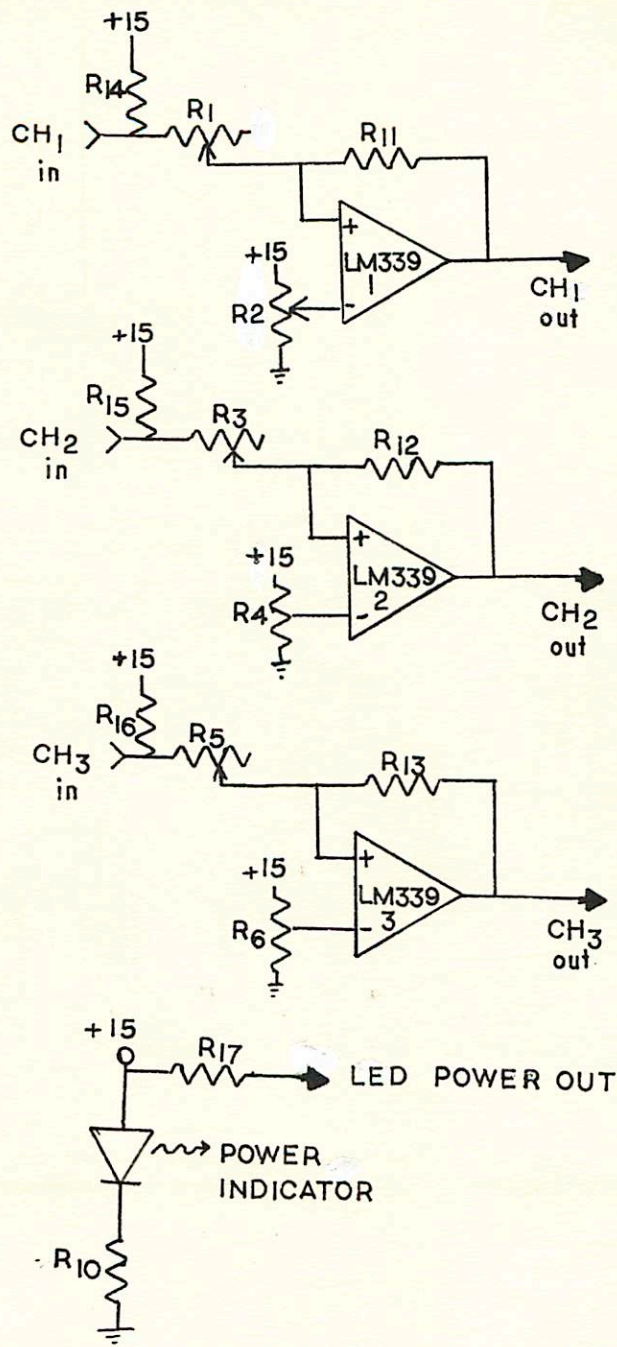 +15
R14
R1
CH1
in
R11
+
LM339
1
-
+15
R2
CH1
out
+15
R15
R3
CH2
in
R12
+
LM339
2
-
+15
R4
CH2
out
+15
R16
R5
CH3
in
R13
+
LM339
3
-
+15
R6
CH3
out
+15
R17
LED POWER OUT
POWER
INDICATOR
R10